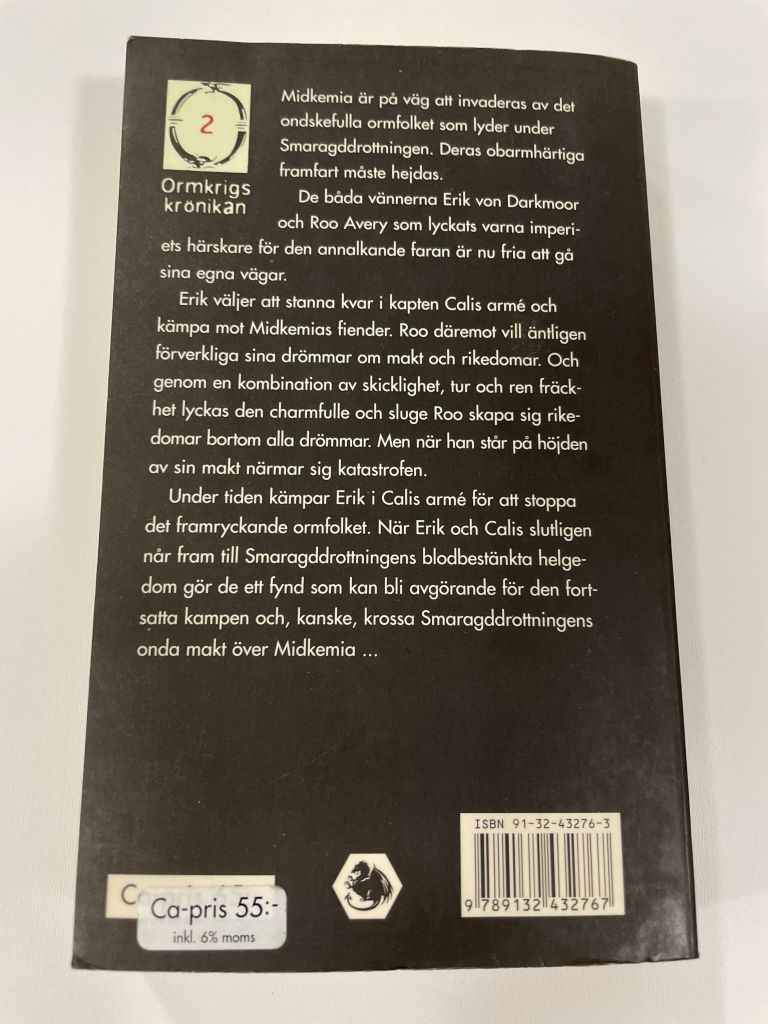 2
Ormkrigs
krönikan
Midkemia är på väg att invaderas av det
ondskefulla ormfolket som lyder under
Smaragddrottningen. Deras obarmhärtiga
framfart måste hejdas.
De båda vännerna Erik von Darkmoor
och Roo Avery som lyckats varna imperi-
ets härskare för den annalkande faran är nu fria att gå
sina egna vägar.
Erik väljer att stanna kvar i kapten Calis armé och
kämpa mot Midkemias fiender. Roo däremot vill äntligen
förverkliga sina drömmar om makt och rikedomar. Och
genom en kombination av skicklighet, tur och ren fräck-
het lyckas den charmfulle och sluge Roo skapa sig rike-
domar bortom alla drömmar. Men när han står på höjden
av sin makt närmar sig katastrofen.
Under tiden kämpar Erik i Calis armé för att stoppa
det framryckande ormfolket. När Erik och Calis slutligen
når fram till Smaragddrottningens blodbestänkta helge-
dom gör de ett fynd som kan bli avgörande för den fort-
satta kampen och, kanske, krossa Smaragddrottningens
onda makt över Midkemia ...
Ca-pris 55:-
inkl. 6% moms
ISBN 91-32-43276-3
9 789132 432767